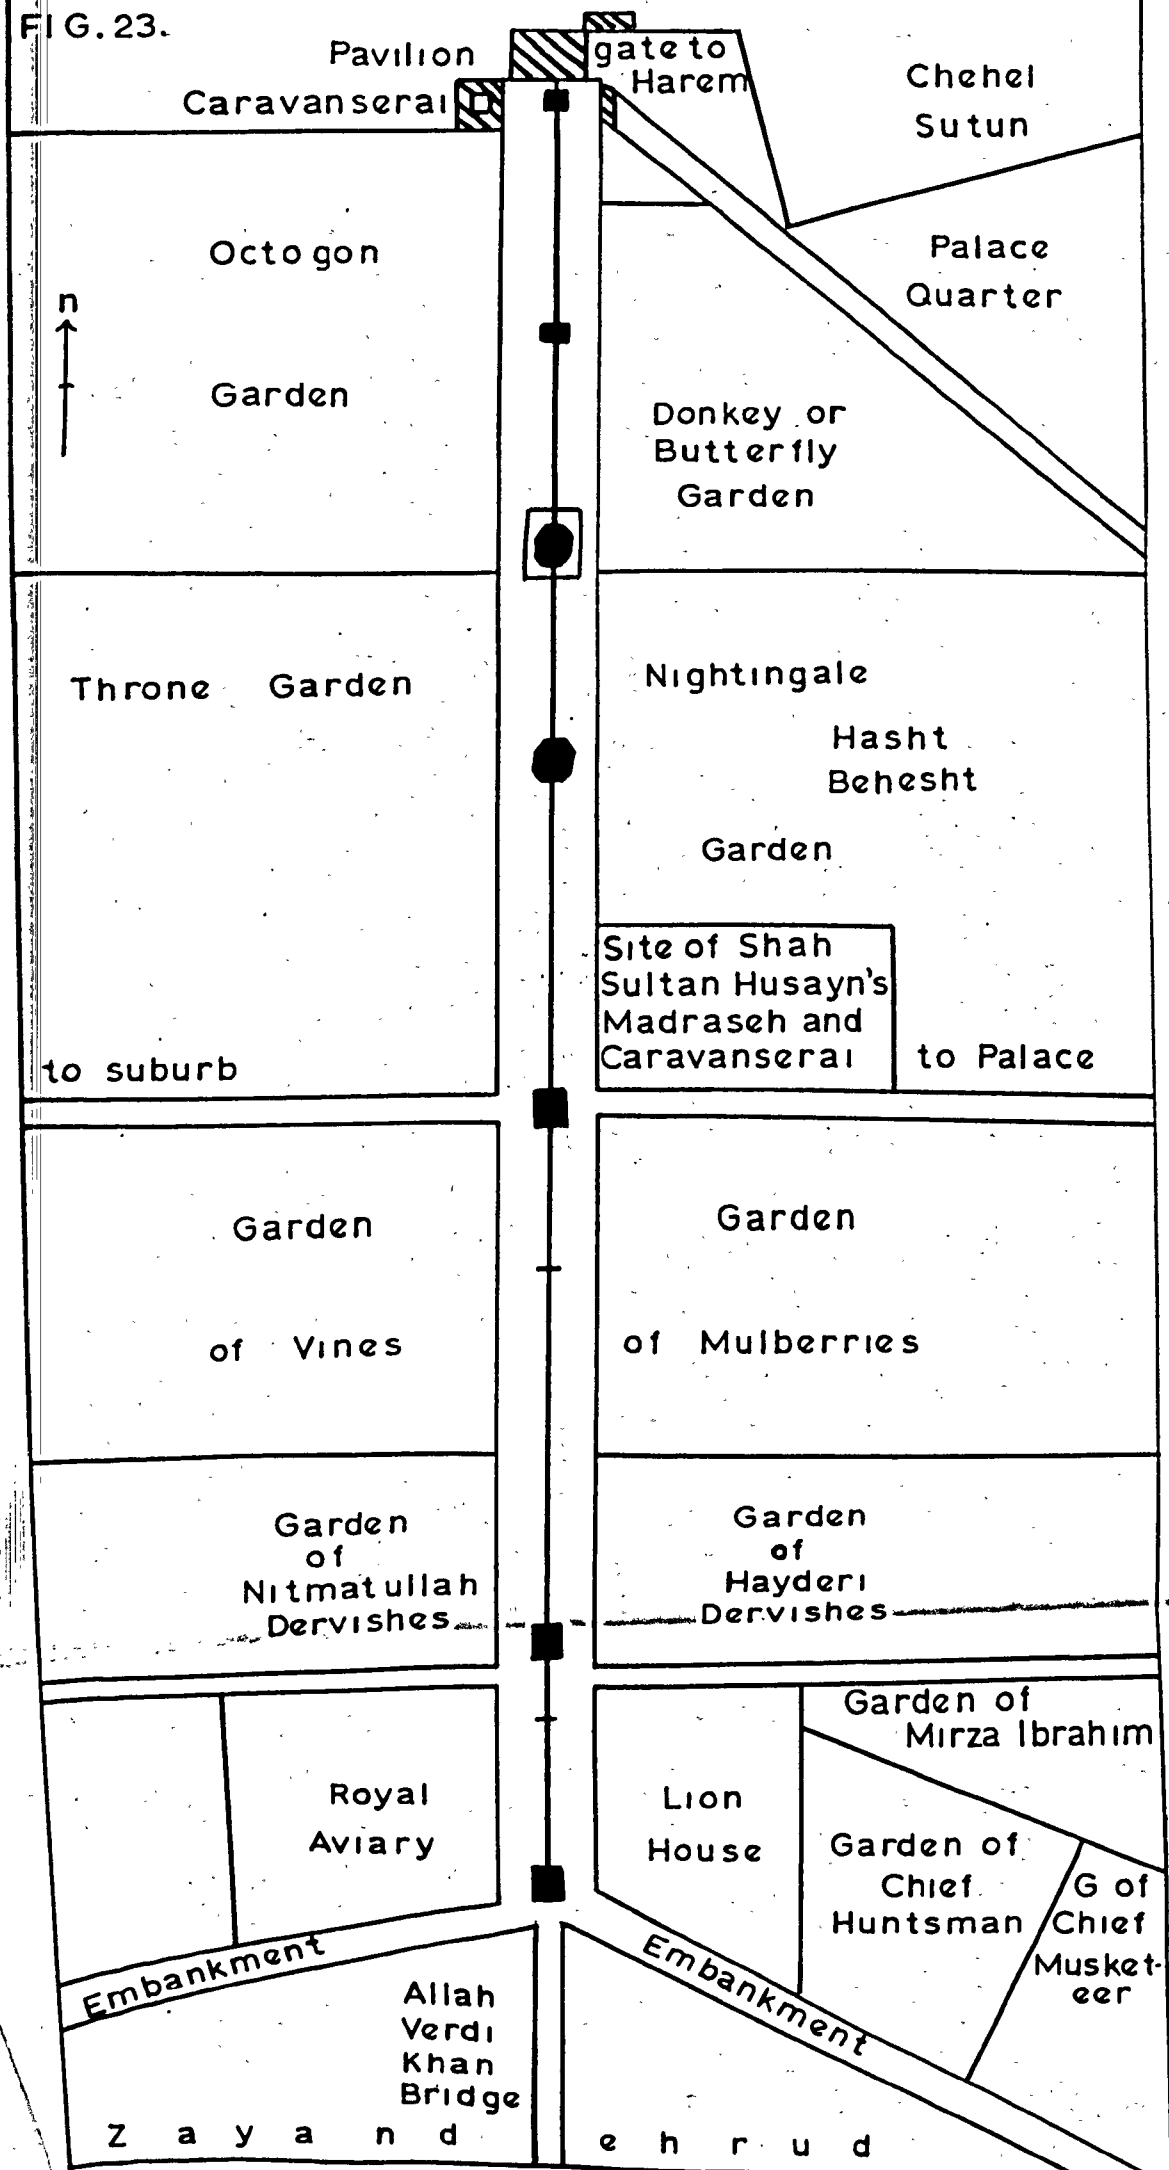 FIG.23.
Pavilion
gate to
Harem
Caravanserai
Chehel
Sutun
Octogon
Garden
n
Palace
Quarter
Donkey or
Butterfly
Garden
Throne Garden
Nightingale
Hasht
Behesht
Garden
Site of Shah
Sultan Husayn's
Madraseh and
Caravanserai
to suburb
to Palace
Garden
of Vines
Garden
of Mulberries
Garden
of
Nitmatullah
Dervishes
Garden
of
Hayderi
Dervishes
Garden of
Mirza Ibrahim
Royal
Aviary
Lion
House
Garden of
Chief
Huntsman
G of
Chief
Musket-
eer
Embankment
Embankment
Allah
Verdi
Khan
Bridge
Zayandehrud